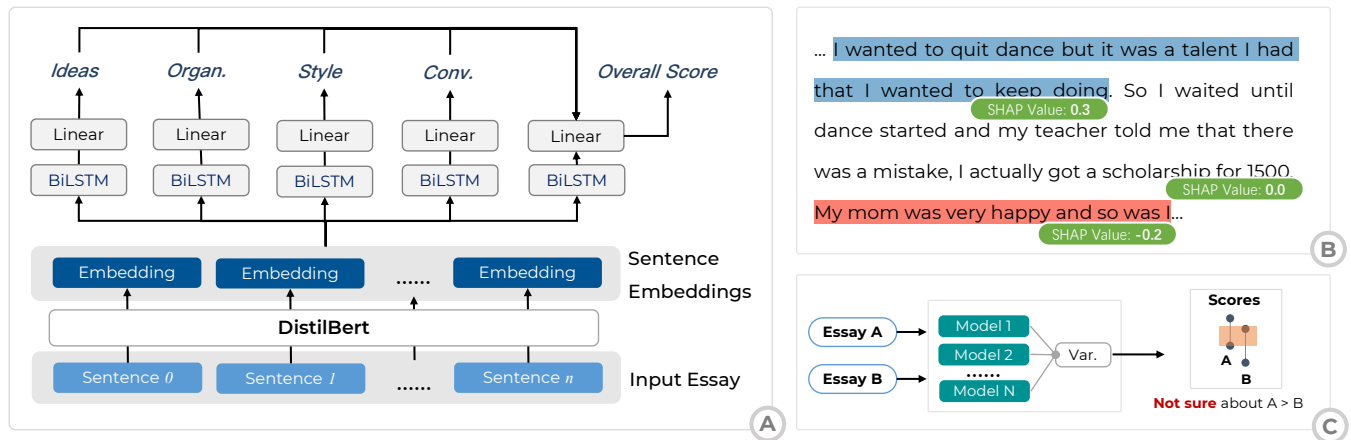 Ideas Organ. Style Conv. Overall Score
Linear Linear Linear Linear Linear
BiLSTM BiLSTM BiLSTM BiLSTM BiLSTM
Embedding Embedding ...... Embedding
Sentence
Embeddings
DistilBert
Sentence 0 Sentence 1 ...... Sentence n
Input Essay
A
... I wanted to quit dance but it was a talent I had
that I wanted to keep doing. So I waited until
SHAP Value: 0.3
dance started and my teacher told me that there
was a mistake, I actually got a scholarship for 1500.
SHAP Value: 0.0
My mom was very happy and so was I...
SHAP Value: -0.2
B
Essay A
Essay B
Model 1
Model 2
......
Model N
Var.
Scores
A
B
Not sure about A > B
C